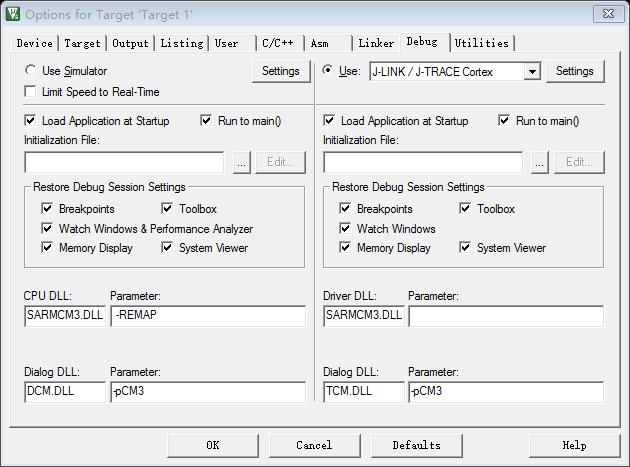 Options for Target 'Target 1'
Device Target Output Listing User C/C++ Asm Linker Debug Utilities
Use Simulator Settings Use: J-LINK / J-TRACE Cortex Settings
Limit Speed to Real-Time
Load Application at Startup Run to main() Load Application at Startup Run to main()
Initialization File: Initialization File:
... Edit... ... Edit...
Restore Debug Session Settings Restore Debug Session Settings
Breakpoints Toolbox Breakpoints Toolbox
Watch Windows & Performance Analyzer Watch Windows
Memory Display System Viewer Memory Display System Viewer
CPU DLL: Parameter: Driver DLL: Parameter:
SARMCM3.DLL -REMAP SARMCM3.DLL
Dialog DLL: Parameter: Dialog DLL: Parameter:
DCM.DLL -pCM3 TCM.DLL -pCM3
OK Cancel Defaults Help